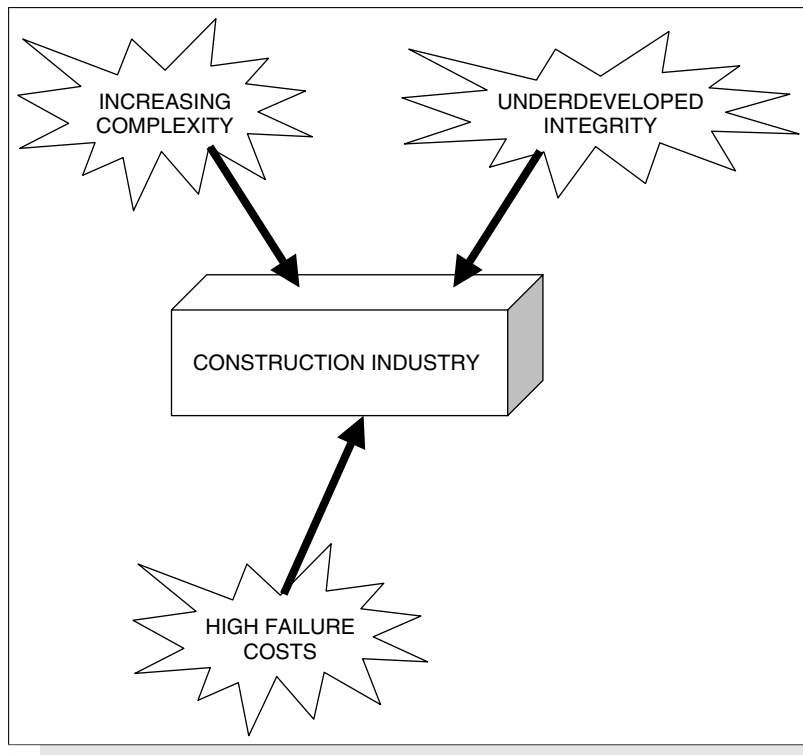 INCREASING
COMPLEXITY
UNDERDEVELOPED
INTEGRITY
CONSTRUCTION INDUSTRY
HIGH FAILURE
COSTS